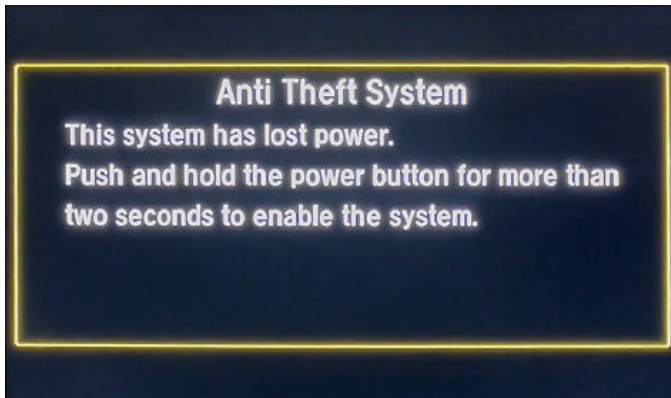 Anti Theft System
This system has lost power.
Push and hold the power button for more than
two seconds to enable the system.